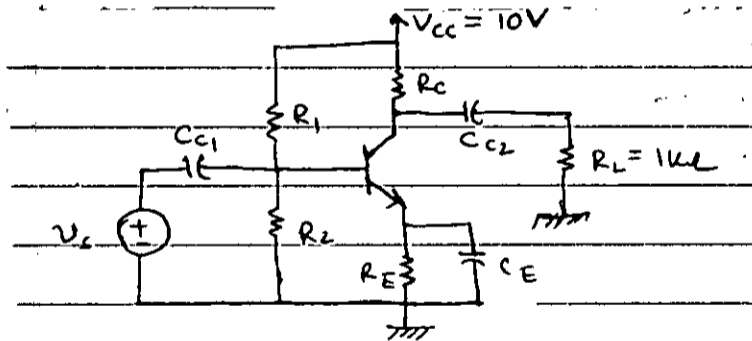 VCC = 10V
RC
R1
CC1
CC2
RL = 1KΩ
R2
vs
+
-
RE
CE